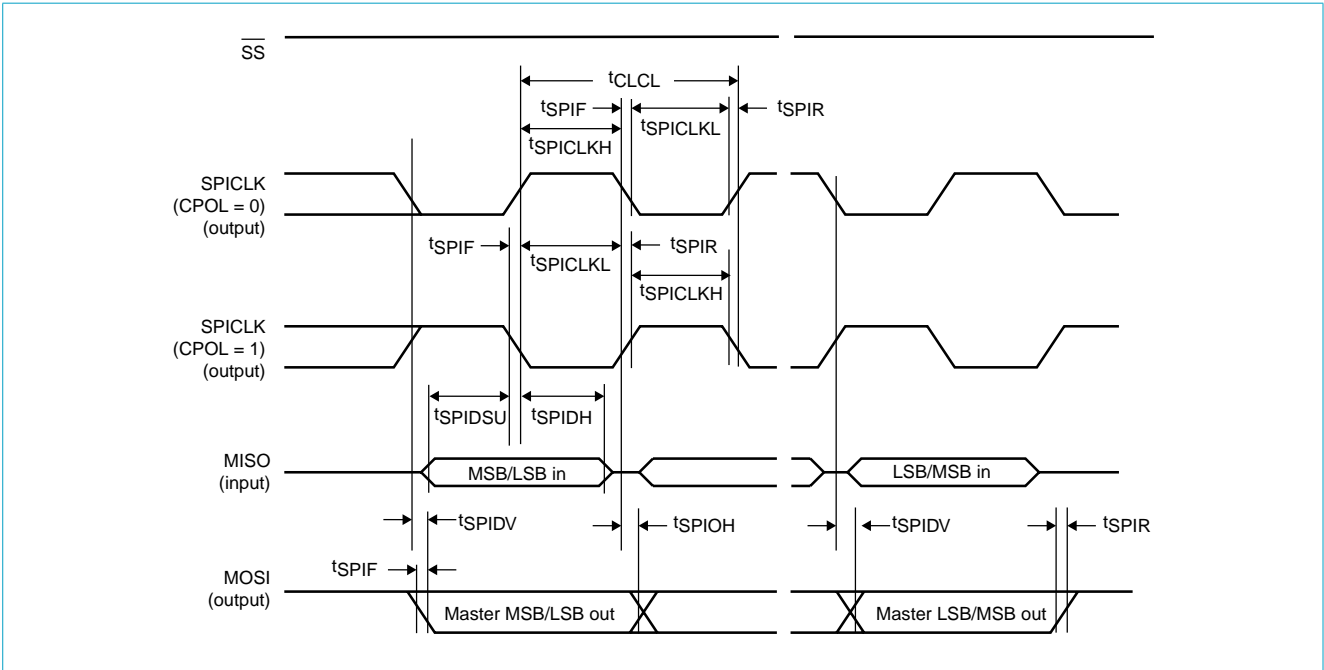 SS
tCLCL
tSPIF
tSPICLKL
tSPIR
tSPICLKH
SPICLK
(CPOL = 0)
(output)
tSPIF
tSPICLKL
tSPIR
tSPICLKH
SPICLK
(CPOL = 1)
(output)
tSPIDSU
tSPIDH
MISO
(input)
MSB/LSB in
LSB/MSB in
tSPIDV
tSPIOH
tSPIDV
tSPIR
tSPIF
MOSI
(output)
Master MSB/LSB out
Master LSB/MSB out